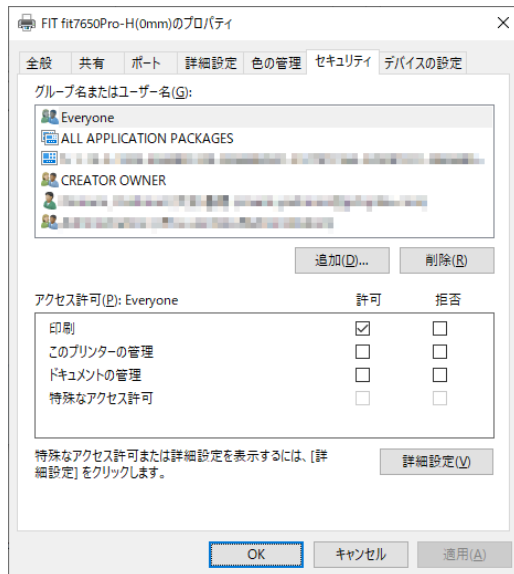 FIT fit7650Pro-H(0mm)のプロパティ
全般 共有 ポート 詳細設定 色の管理 セキュリティ デバイスの設定
グループ名またはユーザー名(G):
Everyone
ALL APPLICATION PACKAGES
CREATOR OWNER
追加(D)... 削除(R)
アクセス許可(P): Everyone 許可 拒否
印刷
このプリンターの管理
ドキュメントの管理
特殊なアクセス許可
特殊なアクセス許可または詳細設定を表示するには、[詳
細設定] をクリックします。
詳細設定(V)
OK キャンセル 適用(A)